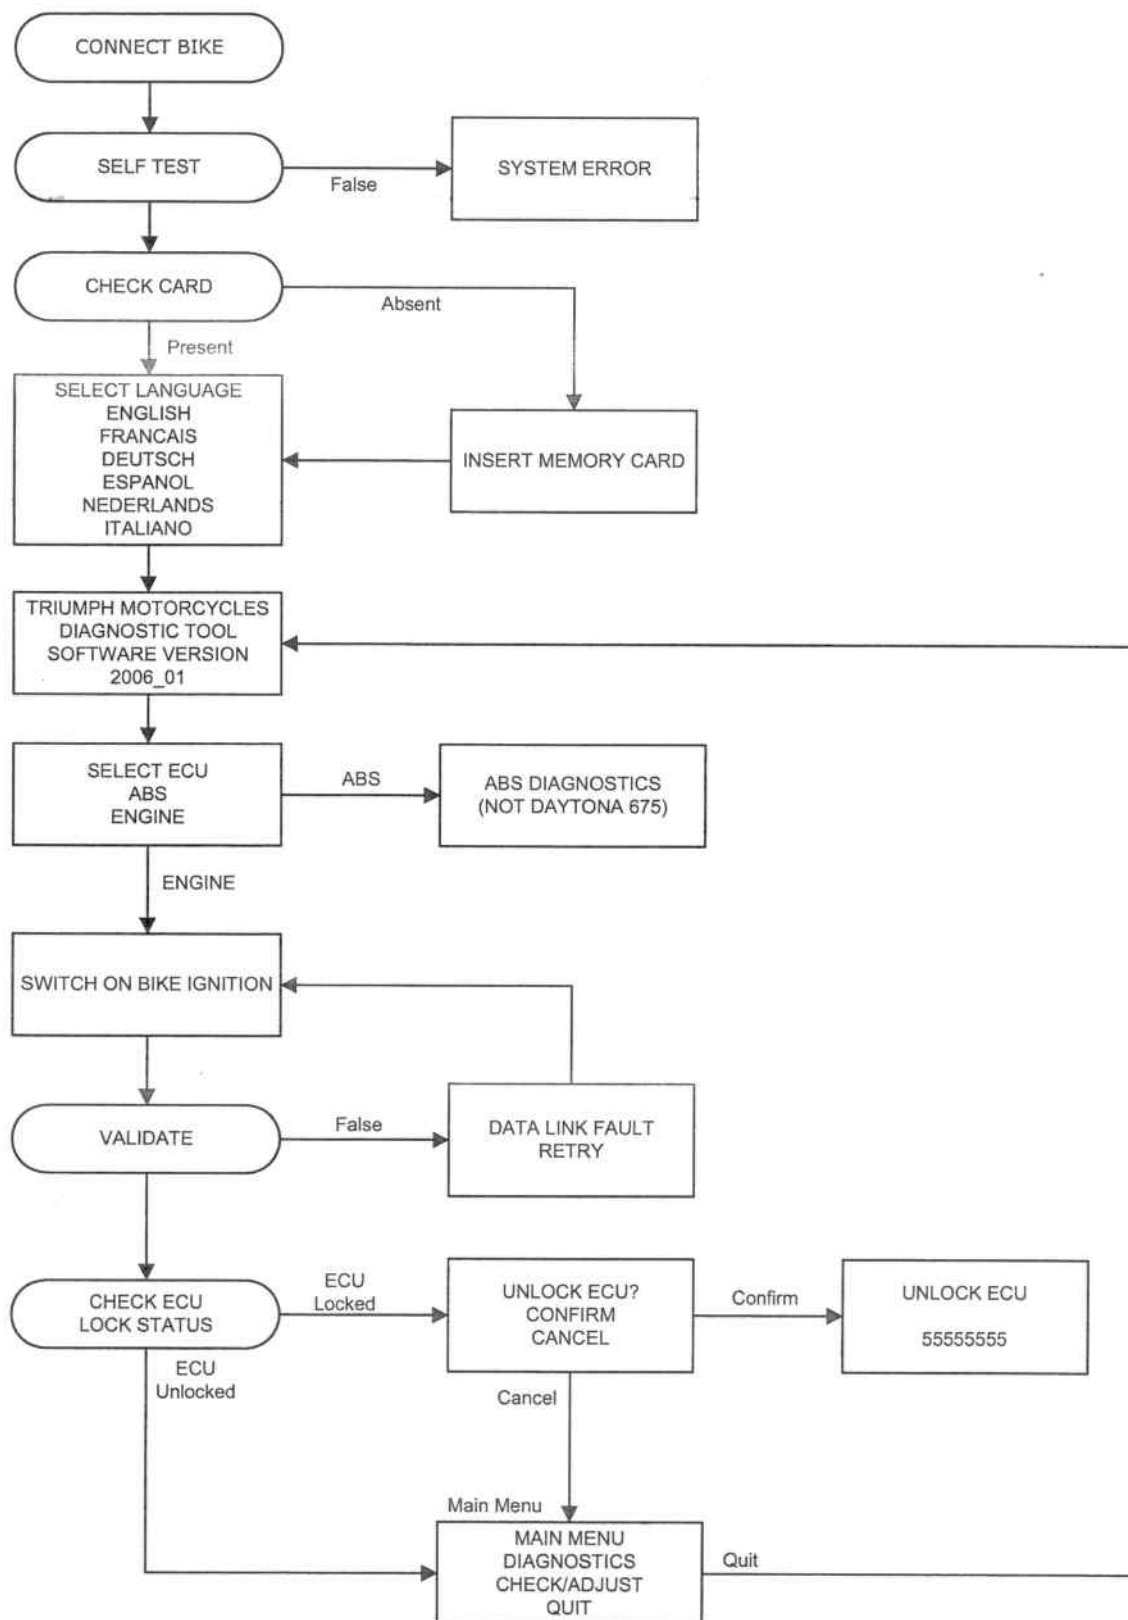 CONNECT BIKE
SELF TEST
False
SYSTEM ERROR
CHECK CARD
Absent
Present
SELECT LANGUAGE
ENGLISH
FRANCAIS
DEUTSCH
ESPANOL
NEDERLANDS
ITALIANO
INSERT MEMORY CARD
TRIUMPH MOTORCYCLES
DIAGNOSTIC TOOL
SOFTWARE VERSION
2006_01
SELECT ECU
ABS
ENGINE
ABS
ABS DIAGNOSTICS
(NOT DAYTONA 675)
ENGINE
SWITCH ON BIKE IGNITION
VALIDATE
False
DATA LINK FAULT
RETRY
CHECK ECU
LOCK STATUS
ECU
Locked
UNLOCK ECU?
CONFIRM
CANCEL
Confirm
UNLOCK ECU
55555555
ECU
Unlocked
Cancel
Main Menu
MAIN MENU
DIAGNOSTICS
CHECK/ADJUST
QUIT
Quit